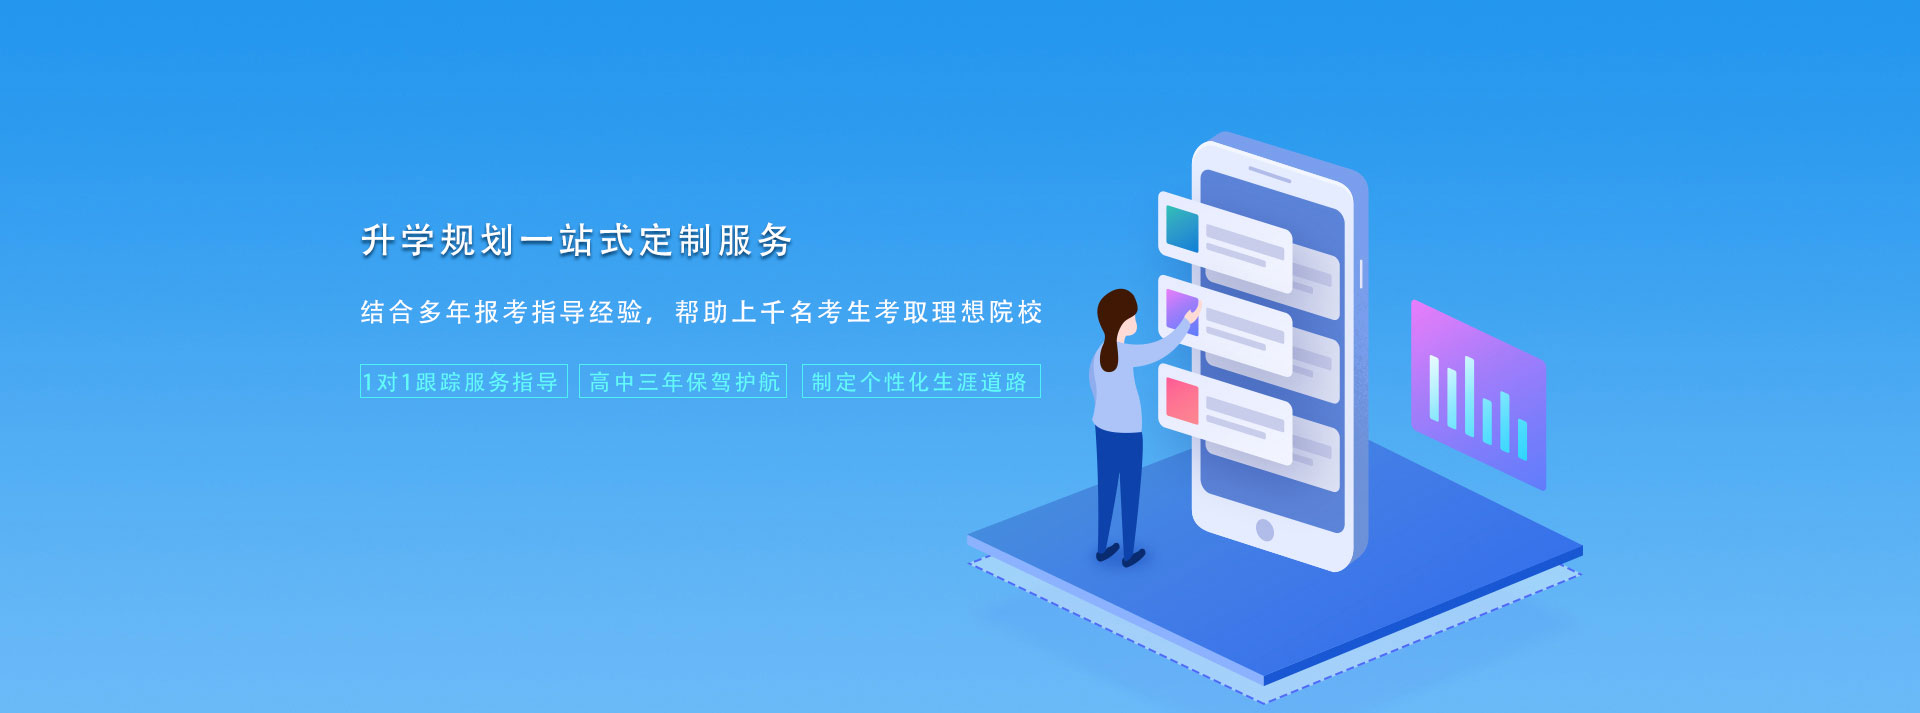 升学规划一站式定制服务
结合多年报考指导经验，帮助上千名考生考取理想院校
1对1跟踪服务指导 高中三年保驾护航 制定个性化生涯道路